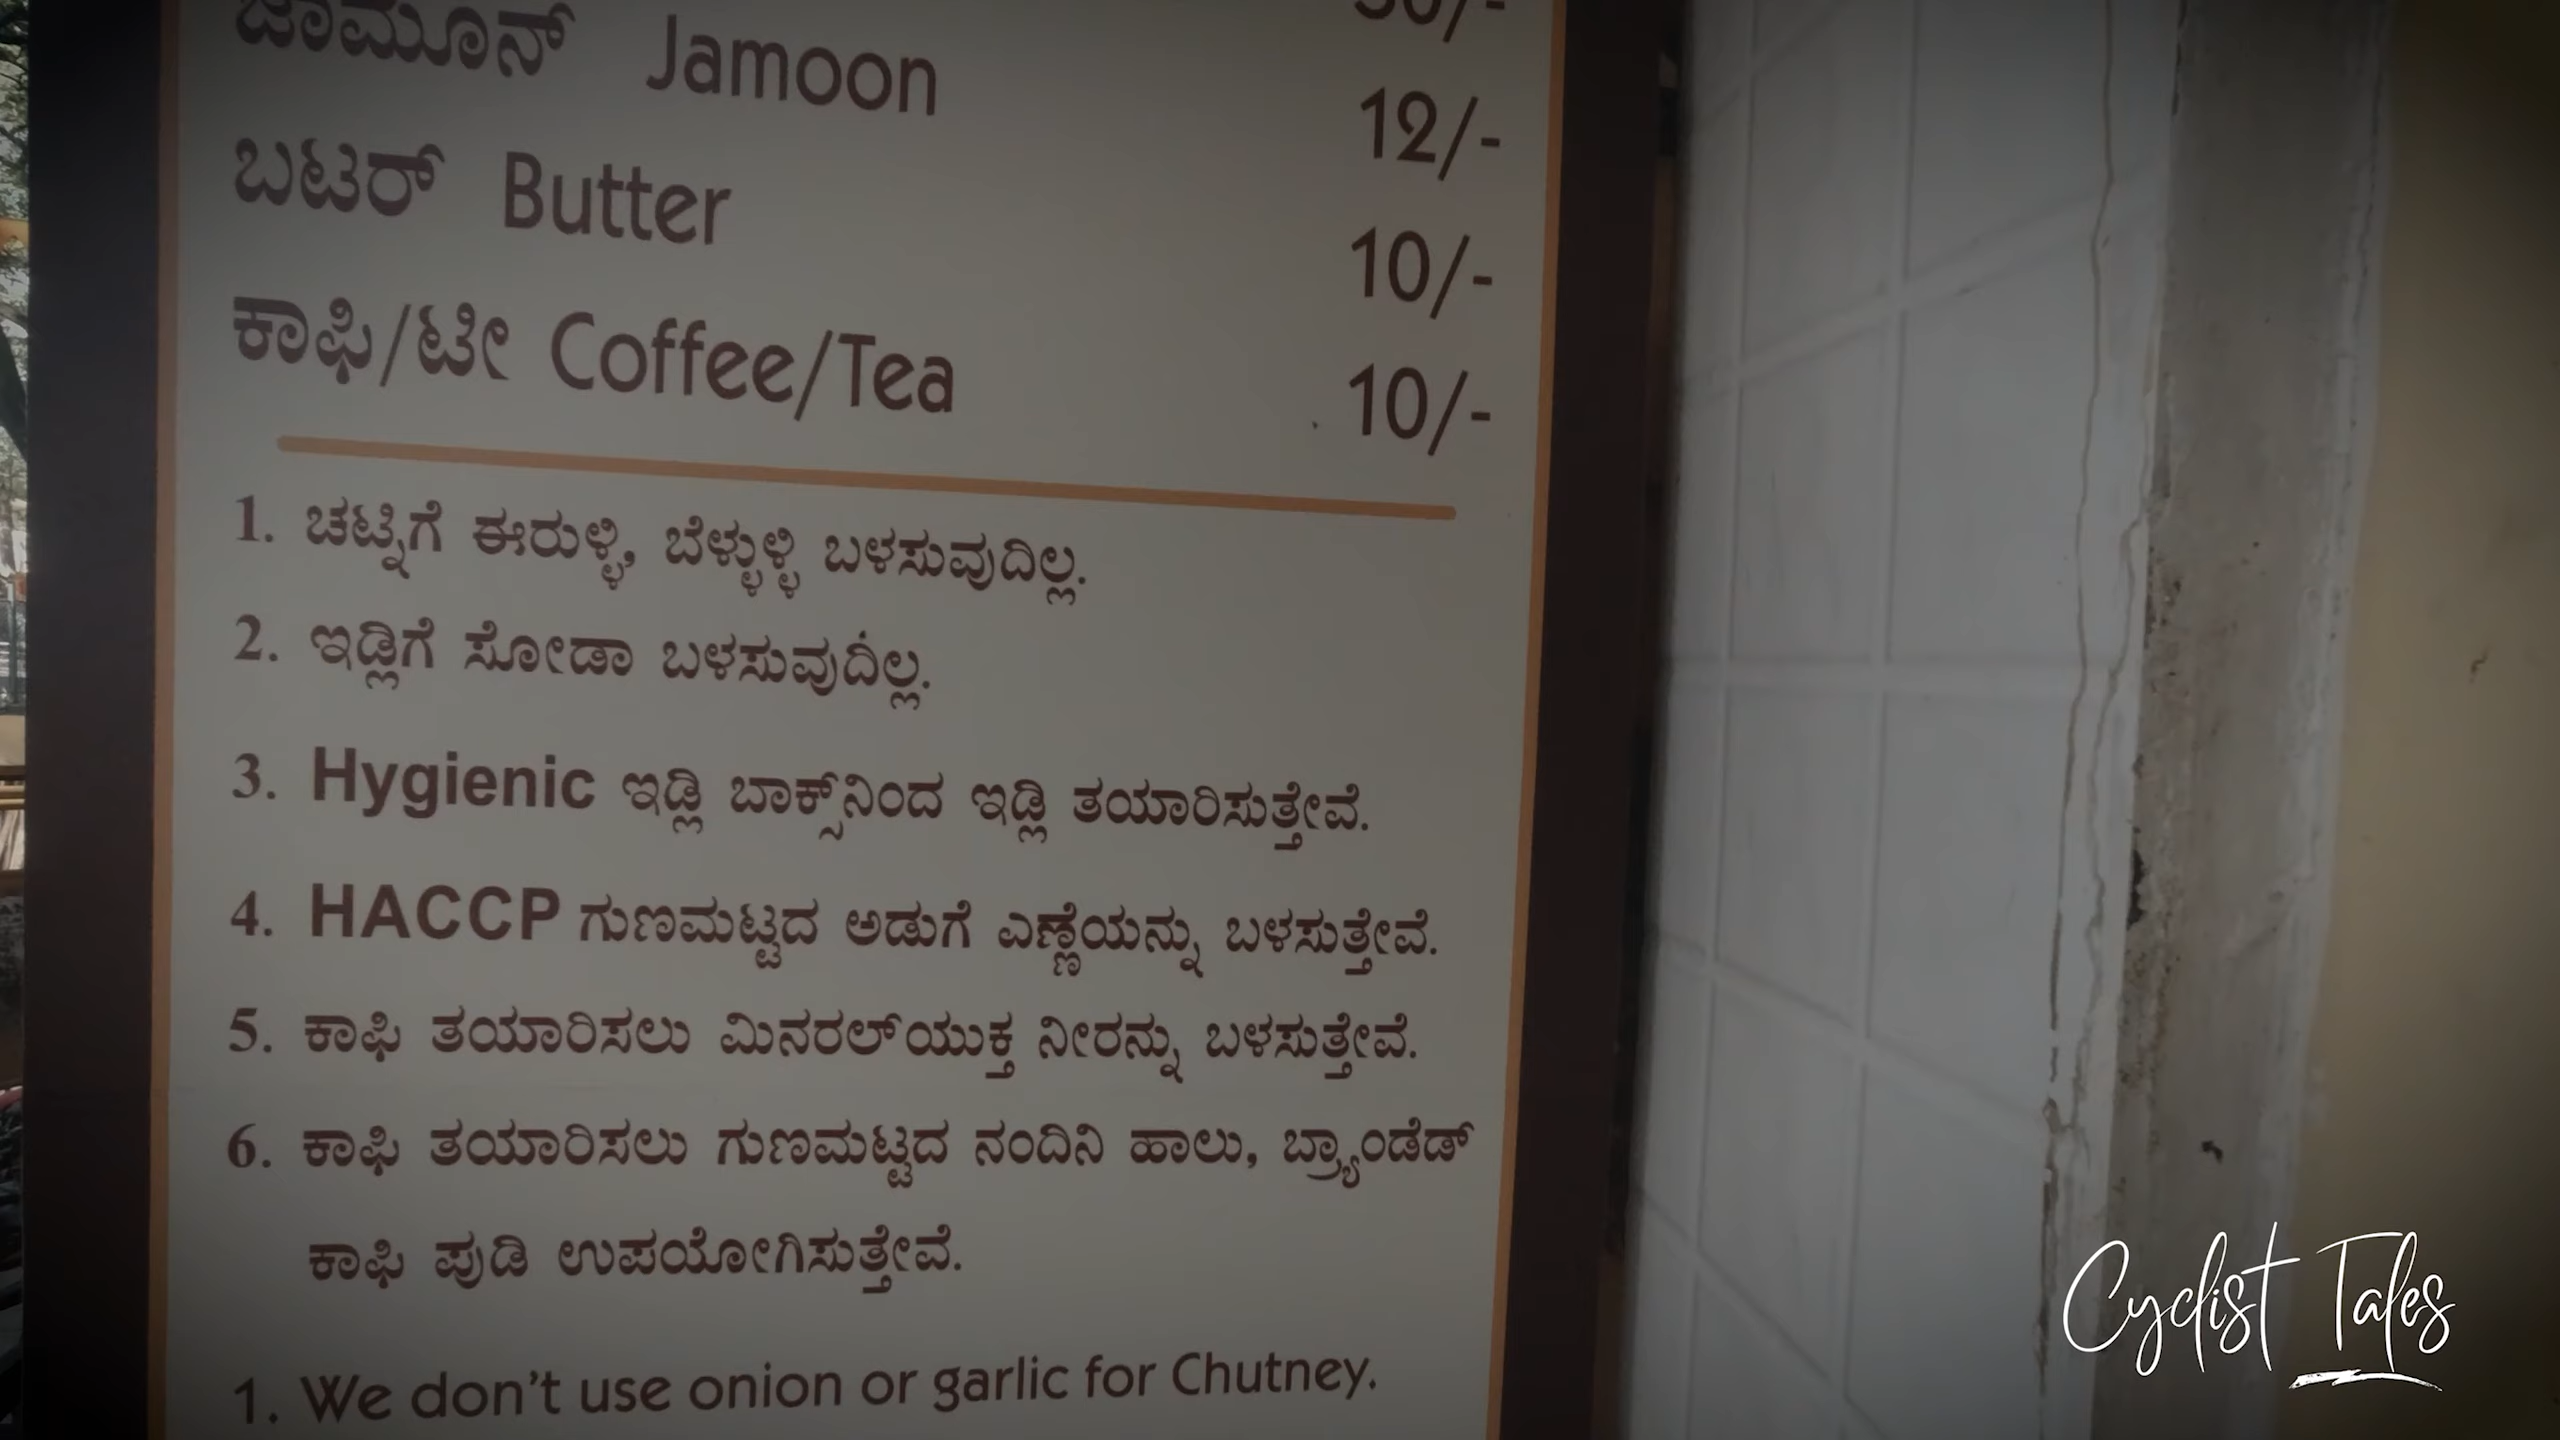 ಜಾಮೂನ್ Jamoon 12/-
ಬಟರ್ Butter 10/-
ಕಾಫಿ/ಟೀ Coffee/Tea 10/-
1. ಚಟ್ನಿಗೆ ಈರುಳ್ಳಿ, ಬೆಳ್ಳುಳ್ಳಿ ಬಳಸುವುದಿಲ್ಲ.
2. ಇಡ್ಲಿಗೆ ಸೋಡಾ ಬಳಸುವುದಿಲ್ಲ.
3. Hygienic ಇಡ್ಲಿ ಬಾಕ್ಸ್‌ನಿಂದ ಇಡ್ಲಿ ತಯಾರಿಸುತ್ತೇವೆ.
4. HACCP ಗುಣಮಟ್ಟದ ಅಡುಗೆ ಎಣ್ಣೆಯನ್ನು ಬಳಸುತ್ತೇವೆ.
5. ಕಾಫಿ ತಯಾರಿಸಲು ಮಿನರಲ್‌ಯುಕ್ತ ನೀರನ್ನು ಬಳಸುತ್ತೇವೆ.
6. ಕಾಫಿ ತಯಾರಿಸಲು ಗುಣಮಟ್ಟದ ನಂದಿನಿ ಹಾಲು, ಬ್ರ್ಯಾಂಡೆಡ್
ಕಾಫಿ ಪುಡಿ ಉಪಯೋಗಿಸುತ್ತೇವೆ.
1. We don't use onion or garlic for Chutney.
Cyclist Tales